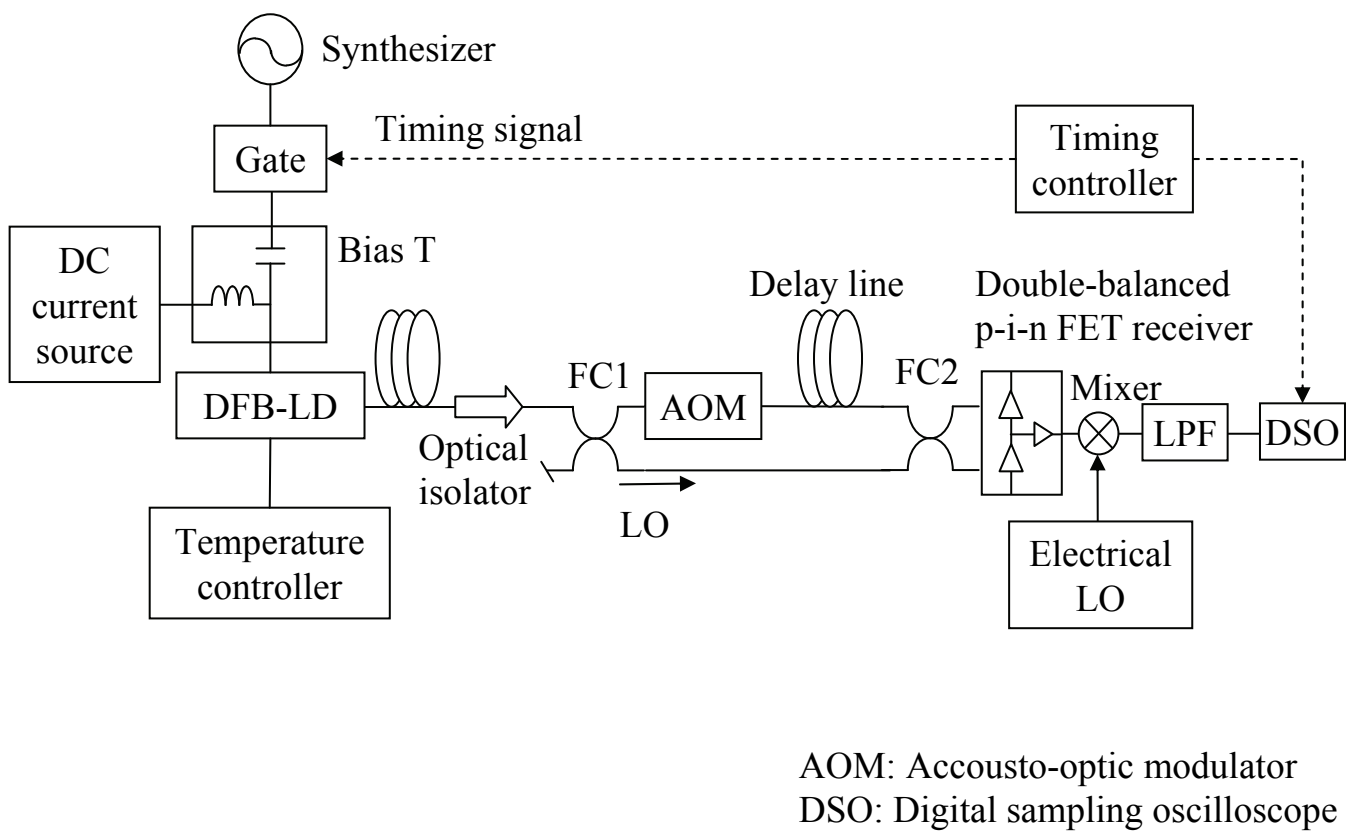 Synthesizer
Gate
Timing signal
Timing
controller
DC
current
source
Bias T
Delay line
Double-balanced
p-i-n FET receiver
DFB-LD
Optical
isolator
FC1
AOM
FC2
Mixer
LPF
DSO
LO
Temperature
controller
Electrical
LO
AOM: Accousto-optic modulator
DSO: Digital sampling oscilloscope